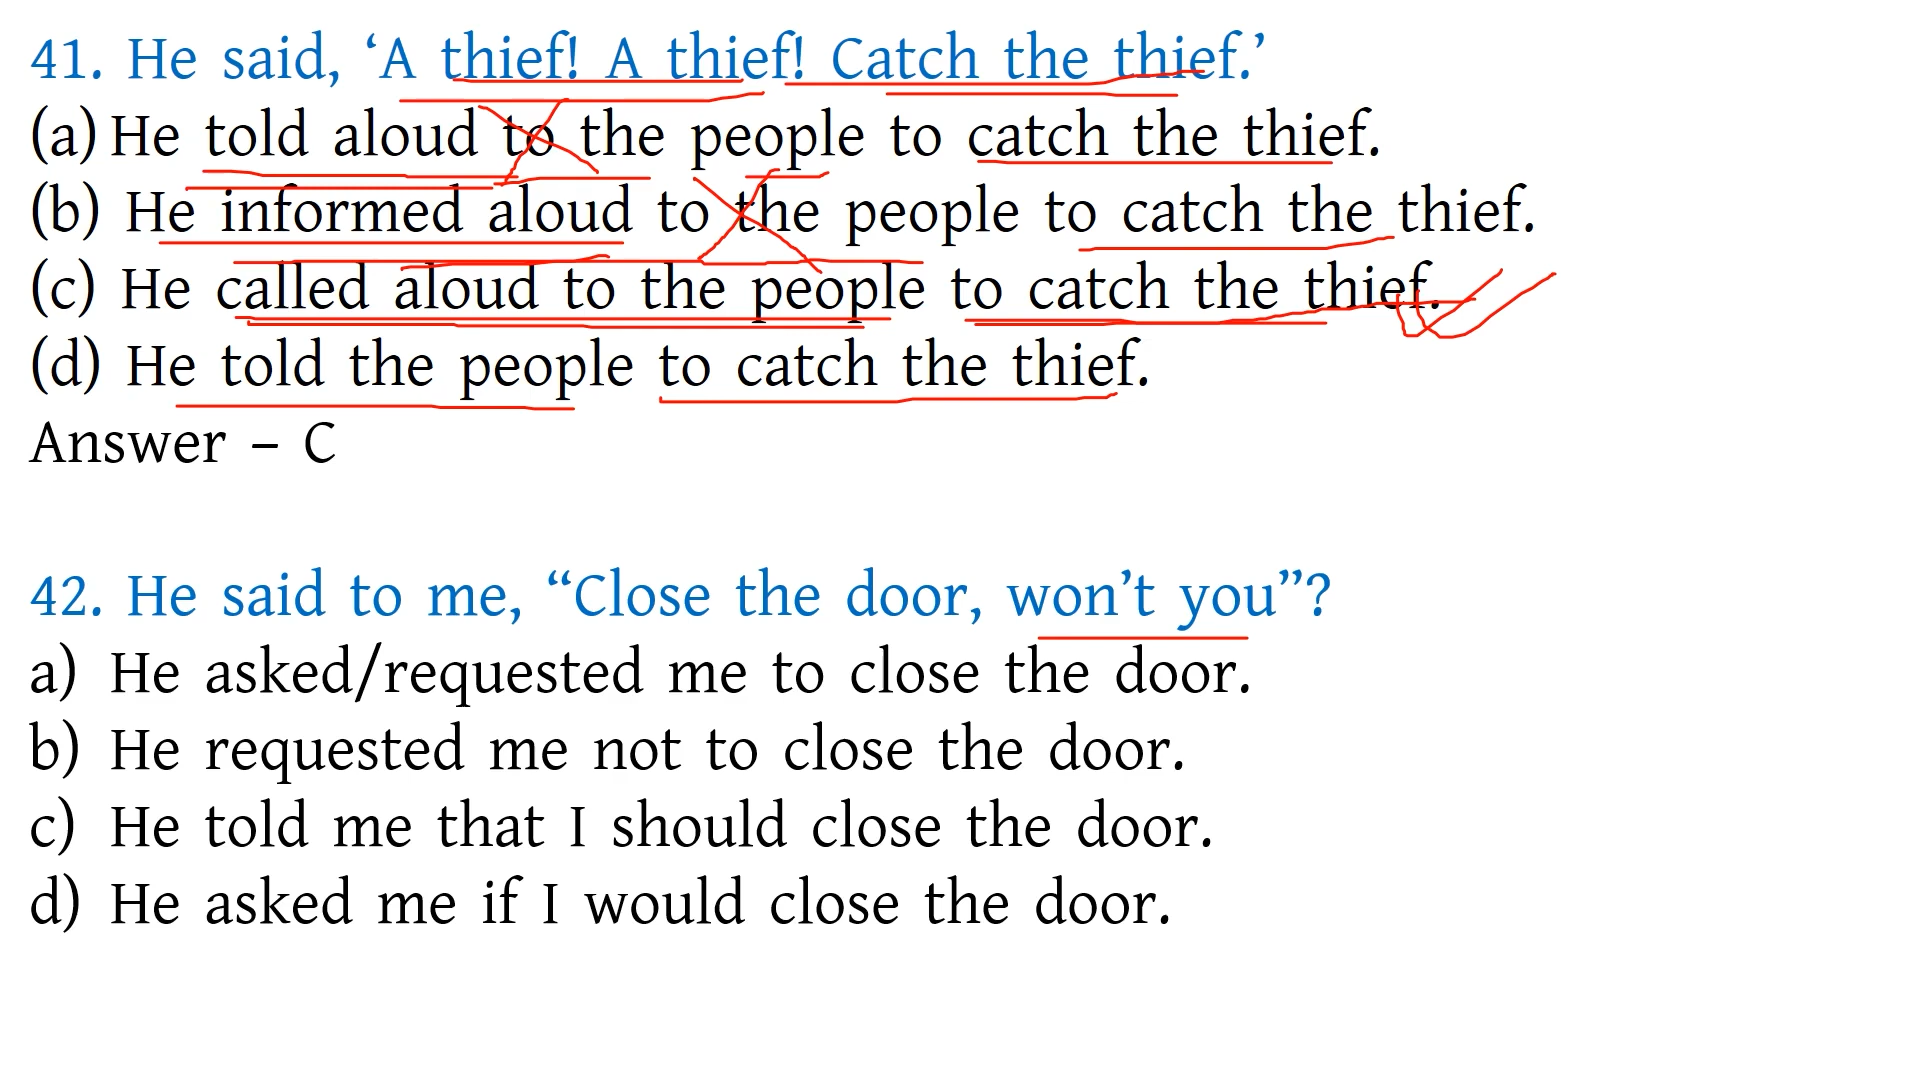 41. He said, ‘A thief! A thief! Catch the thief.’
(a) He told aloud to the people to catch the thief.
(b) He informed aloud to the people to catch the thief.
(c) He called aloud to the people to catch the thief.
(d) He told the people to catch the thief.
Answer – C
42. He said to me, “Close the door, won’t you”?
a) He asked/requested me to close the door.
b) He requested me not to close the door.
c) He told me that I should close the door.
d) He asked me if I would close the door.